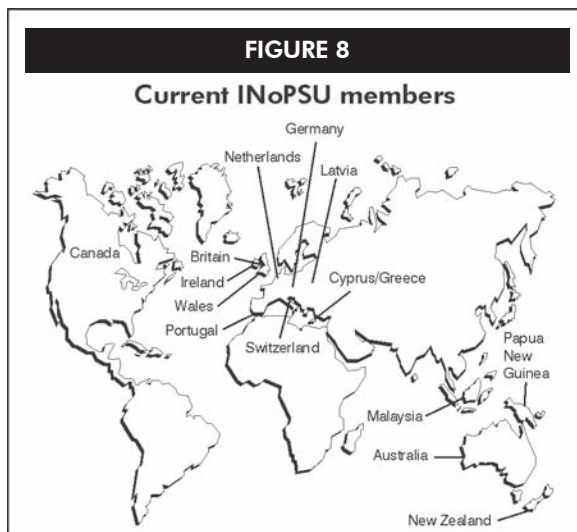 FIGURE 8
Current INoPSU members
Germany
Netherlands
Latvia
Canada
Britain
Ireland
Wales
Portugal
Switzerland
Cyprus/Greece
Papua
New
Guinea
Malaysia
Australia
New Zealand